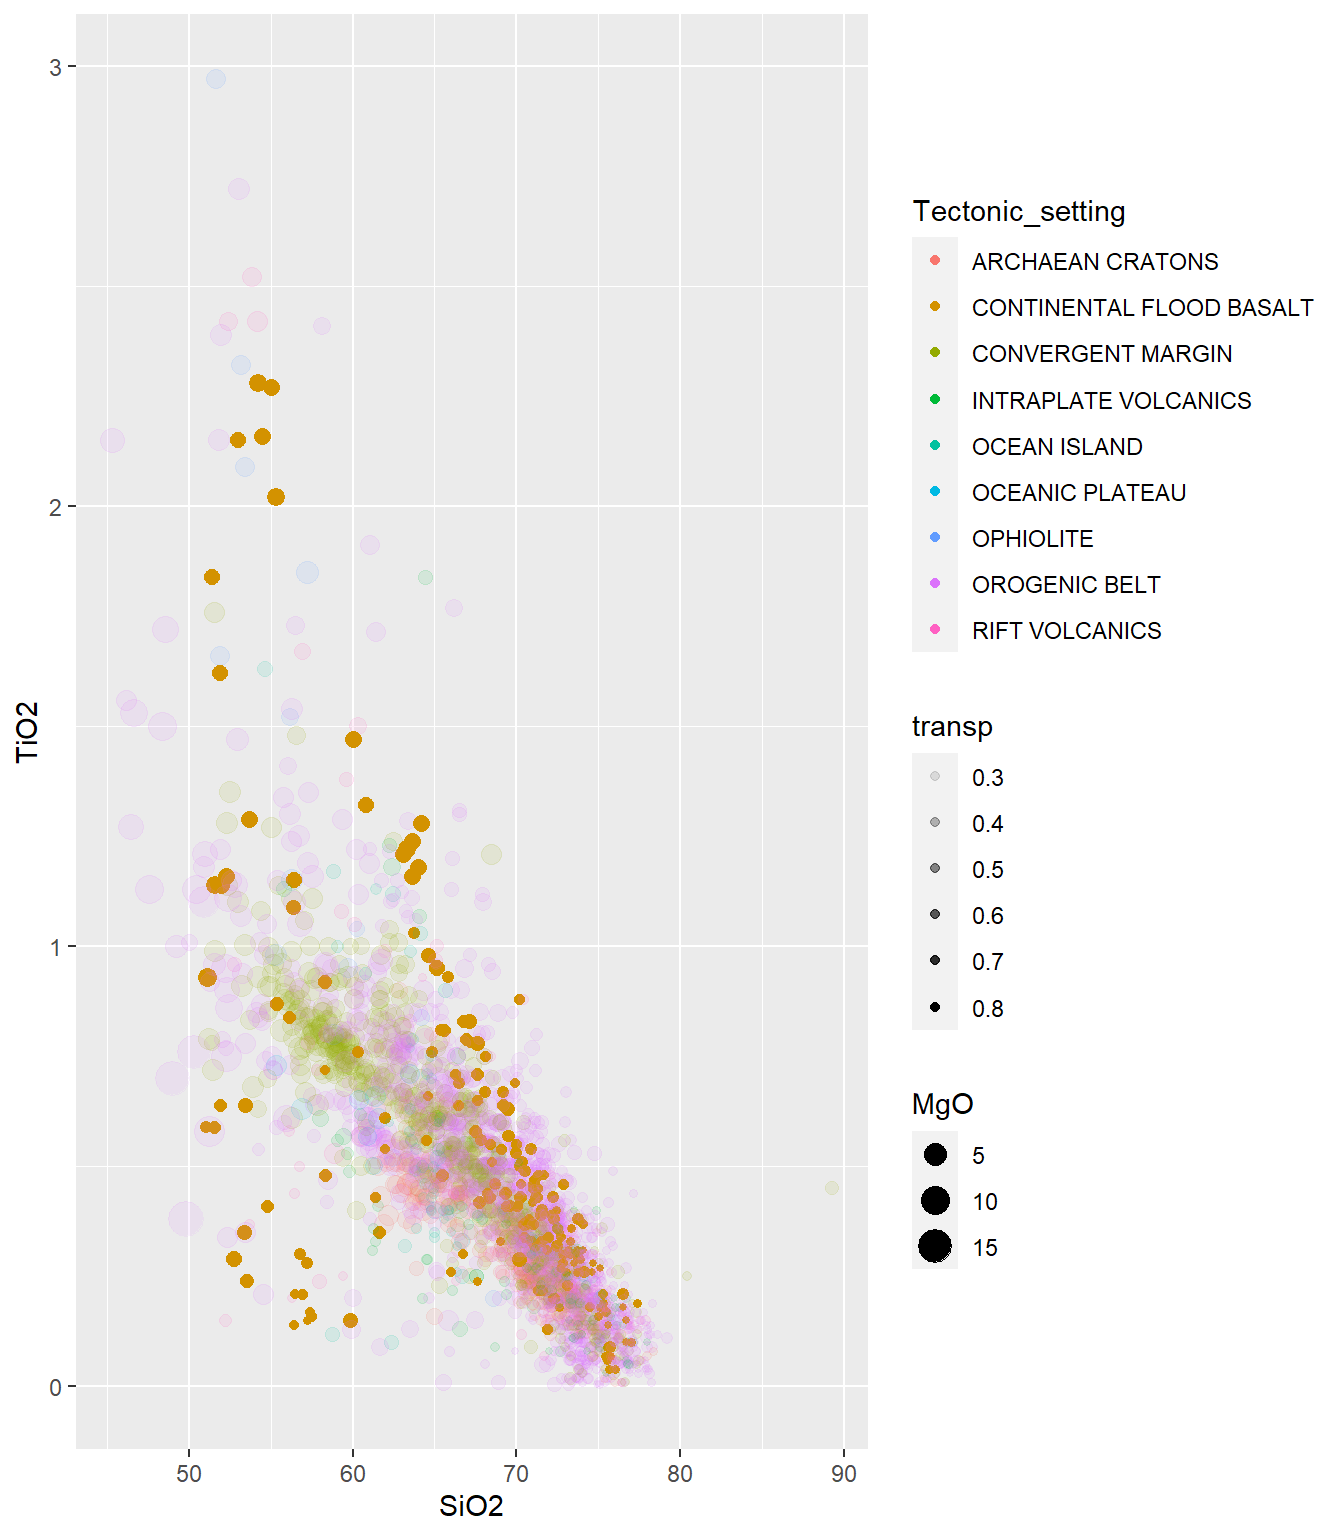 3
2
1
0
TiO2
50 60 70 80 90
SiO2
Tectonic_setting
ARCHAEAN CRATONS
CONTINENTAL FLOOD BASALT
CONVERGENT MARGIN
INTRAPLATE VOLCANICS
OCEAN ISLAND
OCEANIC PLATEAU
OPHIOLITE
OROGENIC BELT
RIFT VOLCANICS
transp
0.3
0.4
0.5
0.6
0.7
0.8
MgO
5
10
15